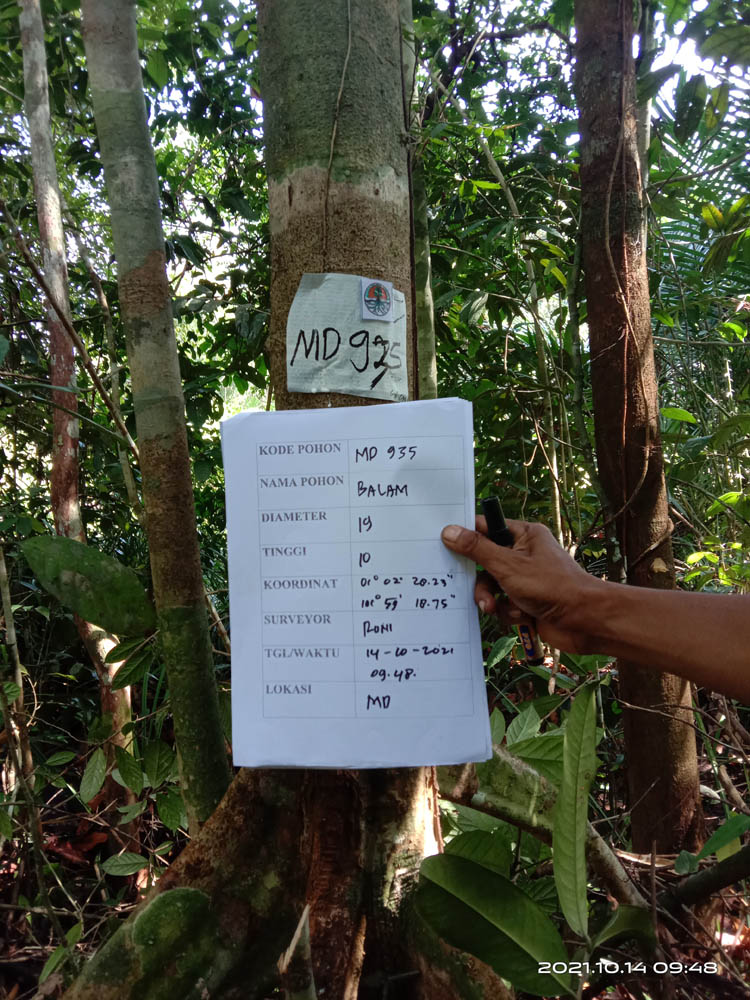 MD 935
KODE POHON MD 935
NAMA POHON BALAM
DIAMETER 19
TINGGI 10
KOORDINAT 01° 02' 20.23"
101° 59' 18.75"
SURVEYOR RONI
TGL/WAKTU 14-10-2021
09.48.
LOKASI MD
2021.10.14 09:48